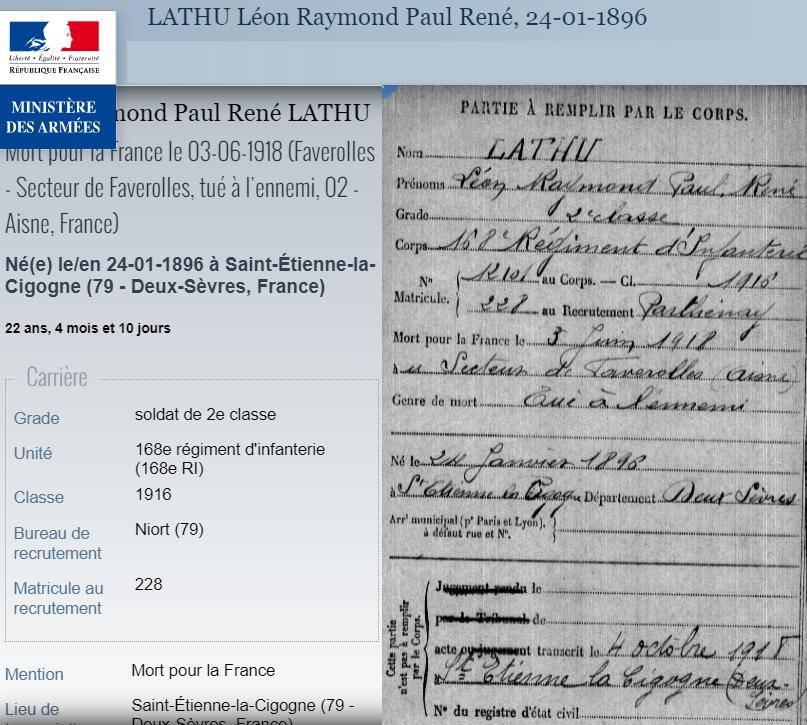 LATHU Léon Raymond Paul René, 24-01-1896
Liberté • Égalité • Fraternité
RÉPUBLIQUE FRANÇAISE
MINISTÈRE
DES ARMÉES
mond Paul René LATHU
Mort pour la France le 03-06-1918 (Faverolles
- Secteur de Faverolles, tué à l'ennemi, 02 -
Aisne, France)
Né(e) le/en 24-01-1896 à Saint-Étienne-la-
Cigogne (79 - Deux-Sèvres, France)
22 ans, 4 mois et 10 jours
Carrière
Grade soldat de 2e classe
Unité 168e régiment d'infanterie
(168e RI)
Classe 1916
Bureau de Niort (79)
recrutement
Matricule au 228
recrutement
Mention Mort pour la France
Lieu de Saint-Étienne-la-Cigogne (79 -
Deux-Sèvres, France)
PARTIE À REMPLIR PAR LE CORPS.
Nom LATHU
Prénoms Léon Raymond Paul René
Grade 2e classe
Corps 168e Régiment d'Infanterie
N° au Corps. — Cl. 1916
Matricule. 228 au Recrutement Parthenay
Mort pour la France le 3 Juin 1918
à Secteur de Faverolles (Aisne)
Genre de mort Tué à l'ennemi
Né le 24 Janvier 1896
à St Etienne la Cigogne Département Deux Sèvres
Arr' municipal (p' Paris et Lyon),
à défaut rue et N°.
Cette partie
n'est pas à remplir
par le Corps.
Jugement rendu le
par le Tribunal de
acte ou jugement transcrit le 4 octobre 1918
à St Etienne la Cigogne (Deux-
Sèvres
N° du registre d'état civil